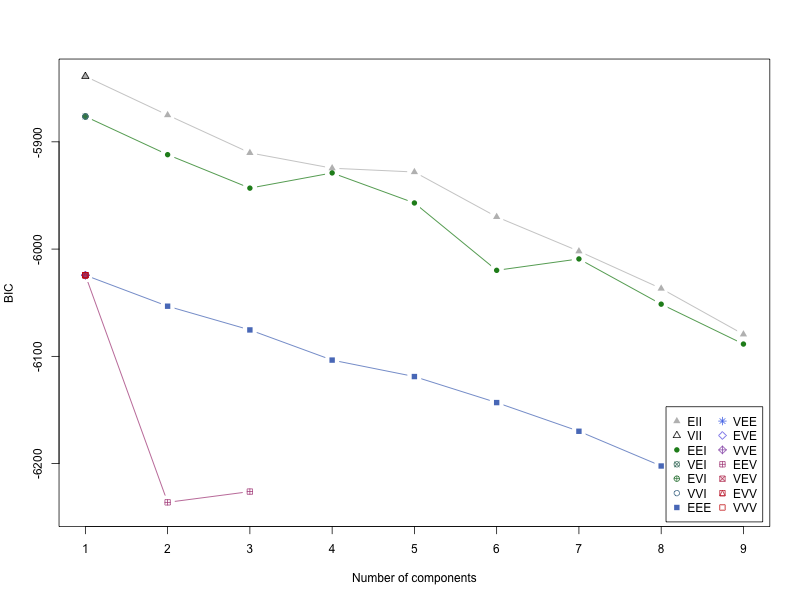 -5900
-6000
-6100
-6200
BIC
1 2 3 4 5 6 7 8 9
Number of components
EII VEE
VII EVE
EEI VVE
VEI EEV
EVI VEV
VVI EVV
EEE VVV